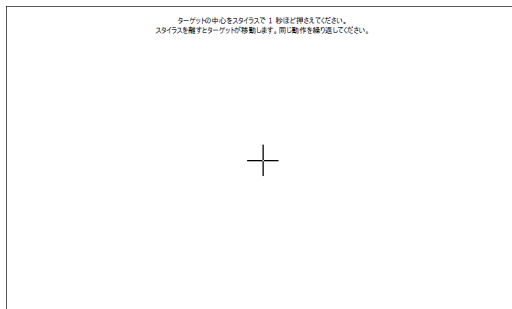 ターゲットの中心をスタイラスで 1 秒ほど押さえてください。
スタイラスを離すとターゲットが移動します。同じ動作を繰り返してください。